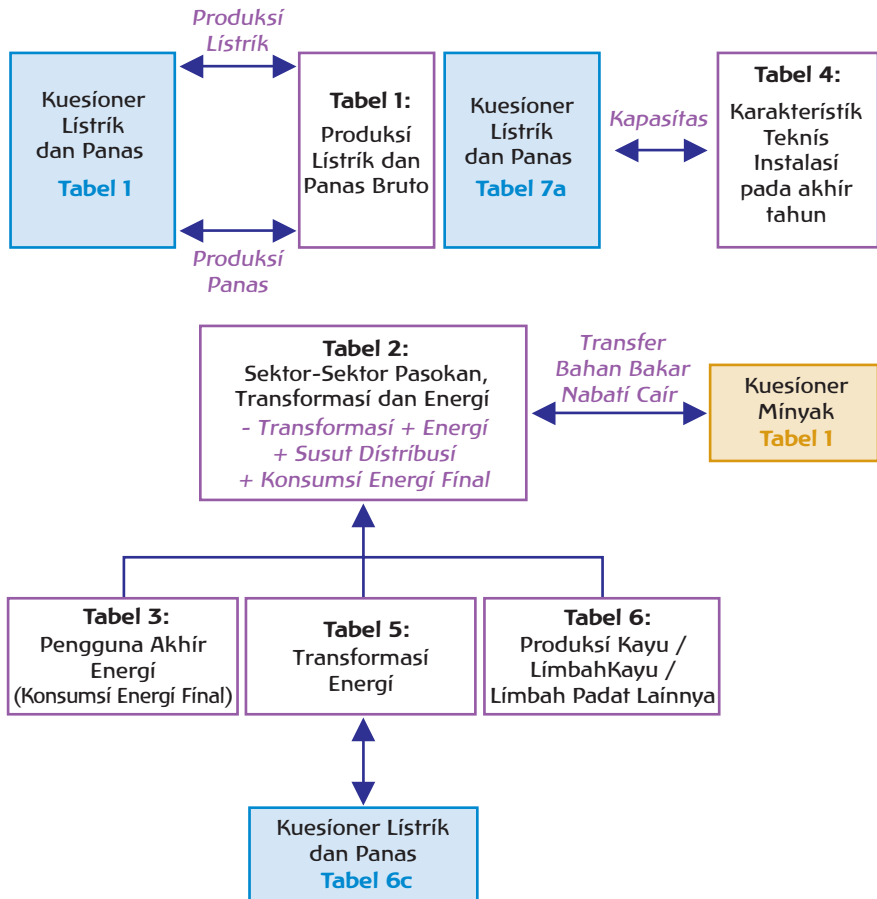 Produksi
Listrik
Kuesioner
Listrik
dan Panas
Tabel 1
Tabel 1:
Produksi
Listrik dan
Panas Bruto
Produksi
Panas
Kuesioner
Listrik
dan Panas
Tabel 7a
Kapasitas
Tabel 4:
Karakteristik
Teknis
Instalasi
pada akhir
tahun
Tabel 2:
Sektor-Sektor Pasokan,
Transformasi dan Energi
- Transformasi + Energi
+ Susut Distribusi
+ Konsumsi Energi Final
Transfer
Bahan Bakar
Nabati Cair
Kuesioner
Minyak
Tabel 1
Tabel 3:
Pengguna Akhir
Energi
(Konsumsi Energi Final)
Tabel 5:
Transformasi
Energi
Tabel 6:
Produksi Kayu /
LimbahKayu /
Limbah Padat Lainnya
Kuesioner Listrik
dan Panas
Tabel 6c